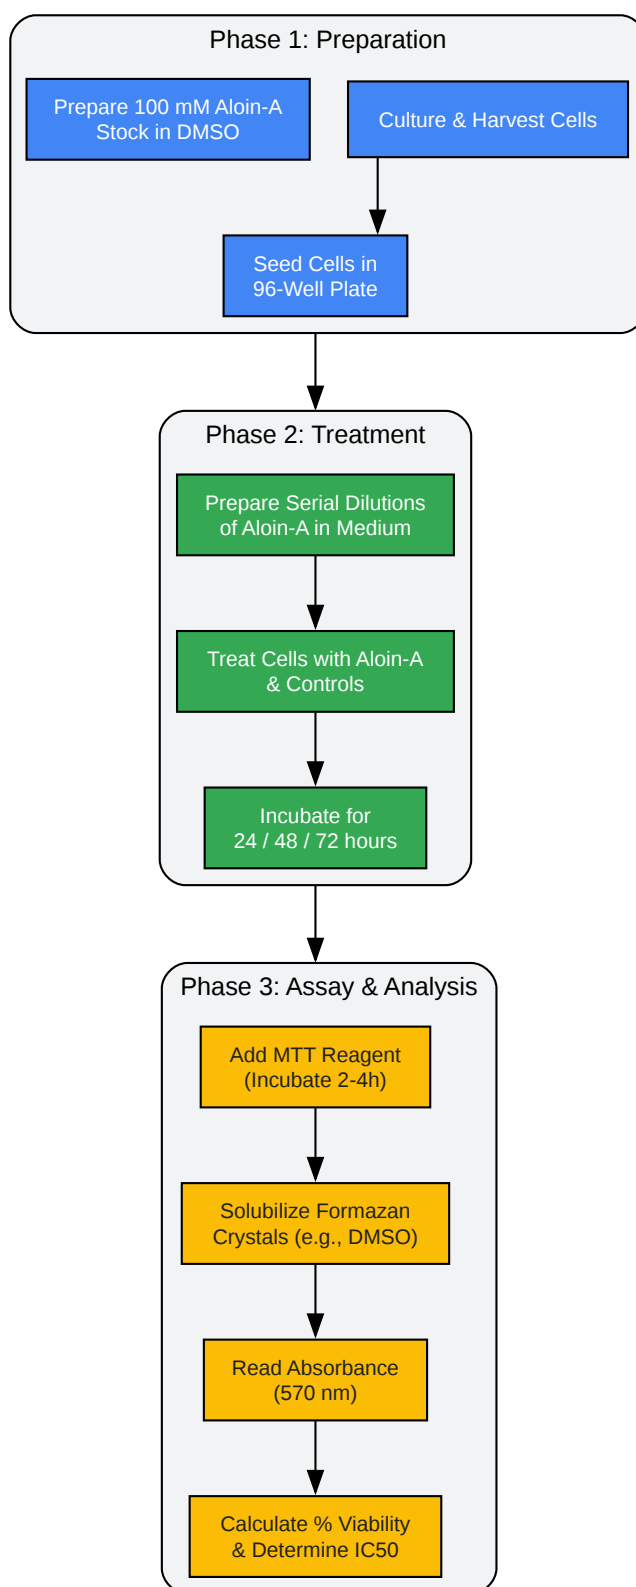 Phase 1: Preparation
Prepare 100 mM Aloin-A
Stock in DMSO
Culture & Harvest Cells
Seed Cells in
96-Well Plate
Phase 2: Treatment
Prepare Serial Dilutions
of Aloin-A in Medium
Treat Cells with Aloin-A
& Controls
Incubate for
24 / 48 / 72 hours
Phase 3: Assay & Analysis
Add MTT Reagent
(Incubate 2-4h)
Solubilize Formazan
Crystals (e.g., DMSO)
Read Absorbance
(570 nm)
Calculate % Viability
& Determine IC50